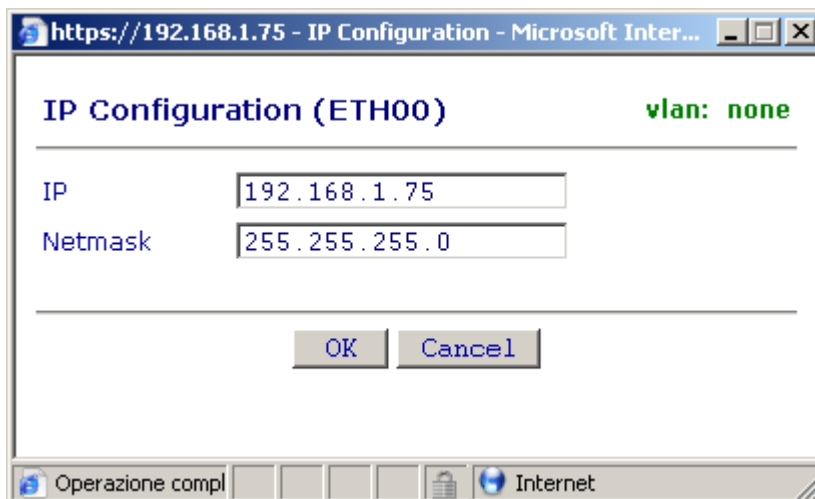 https://192.168.1.75 - IP Configuration - Microsoft Inter...
IP Configuration (ETH00) vlan: none
IP 192.168.1.75
Netmask 255.255.255.0
OK Cancel
Operazione compl Internet